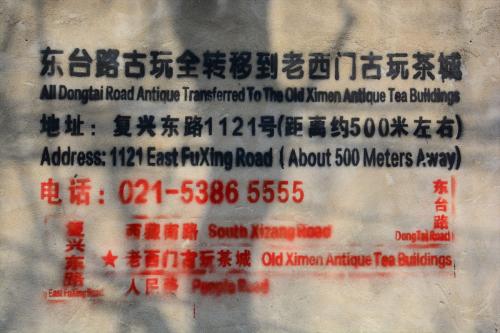 东台路古玩全转移到老西门古玩茶城
All Dongtai Road Antique Transferred To The Old Ximen Antique Tea Buildings
地址：复兴东路1121号(距离约500米左右)
Address: 1121 East FuXing Road ( About 500 Meters Away)
电话：021-5386 5555
东台路
DongTai Road
复兴东路
East FuXing Road
西藏南路 South Xizang Road
★老西门古玩茶城 Old Ximen Antique Tea Buildings
人民路 People Road